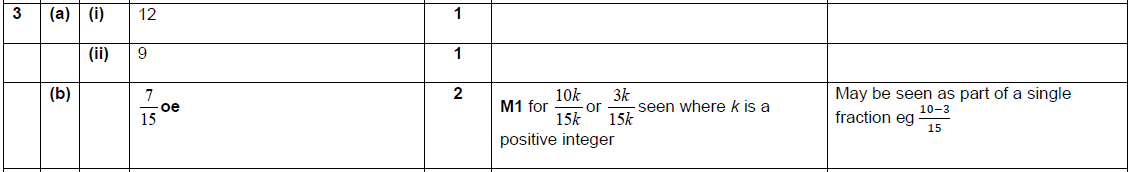 3 (a) (i) 12 1
(ii) 9 1
(b) 7/15 oe 2 M1 for 10k/15k or 3k/15k seen where k is a
positive integer
May be seen as part of a single
fraction eg 10−3/15